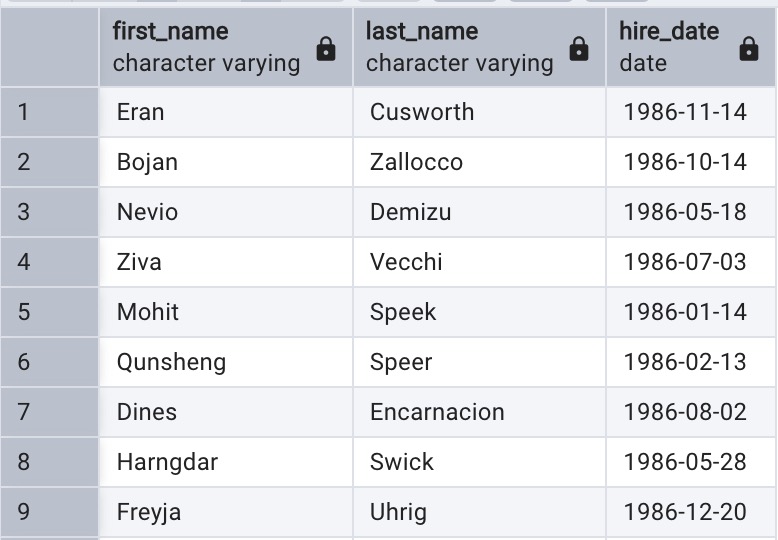 first_name last_name hire_date
character varying character varying date
1 Eran Cusworth 1986-11-14
2 Bojan Zallocco 1986-10-14
3 Nevio Demizu 1986-05-18
4 Ziva Vecchi 1986-07-03
5 Mohit Speek 1986-01-14
6 Qunsheng Speer 1986-02-13
7 Dines Encarnacion 1986-08-02
8 Harngdar Swick 1986-05-28
9 Freyja Uhrig 1986-12-20